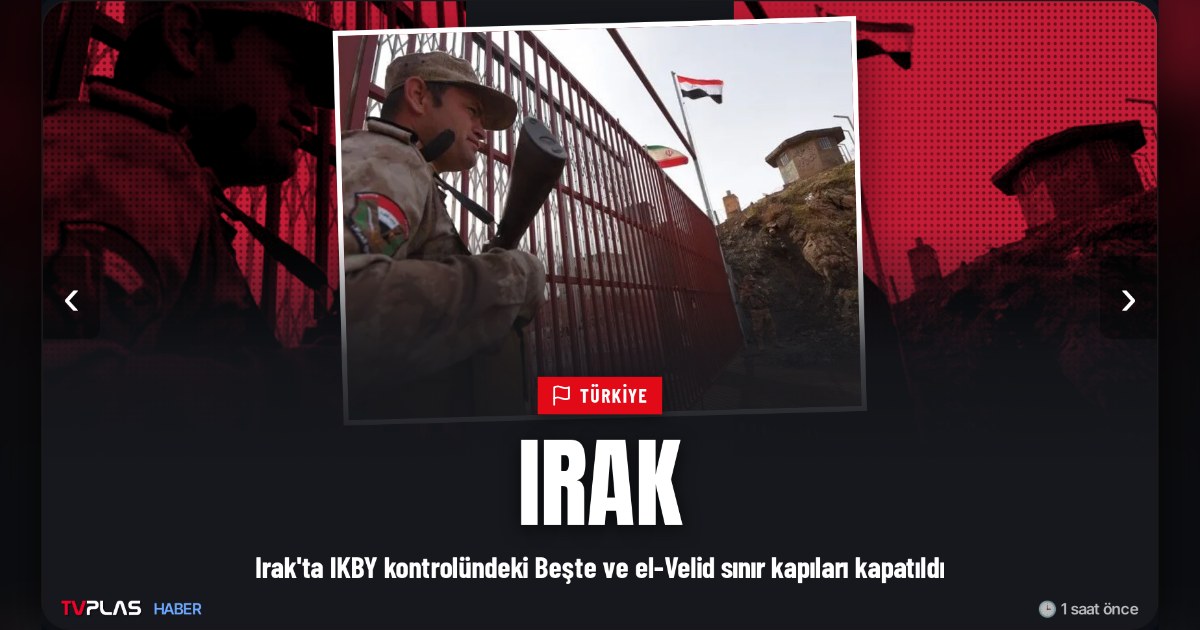 TÜRKİYE
IRAK
Irak'ta IKBY kontrolündeki Beşte ve el-Velid sınır kapıları kapatıldı
TVPLAS HABER
1 saat önce